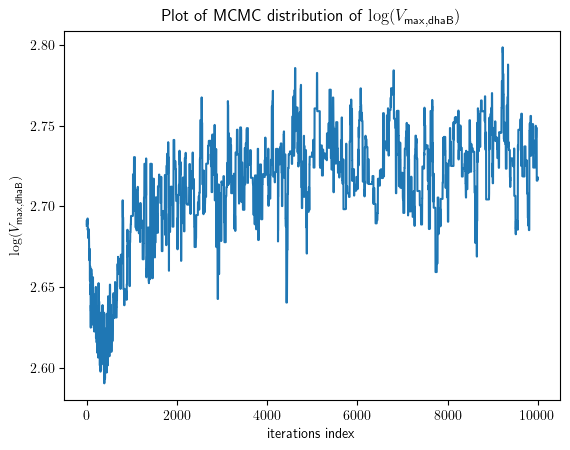 Plot of MCMC distribution of log(V_max,dhaB)
log(V_max,dhaB)
2.80
2.75
2.70
2.65
2.60
0 2000 4000 6000 8000 10000
iterations index